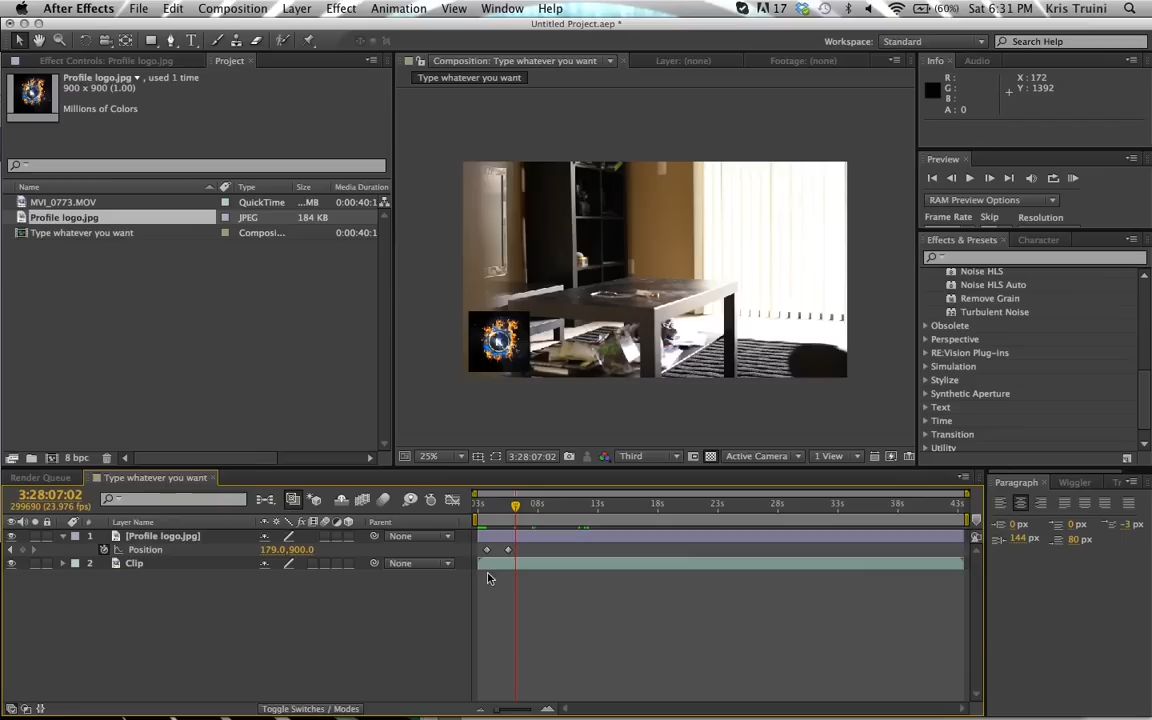 After Effects File Edit Composition Layer Effect Animation View Window Help 17 (60%) Sat 6:31 PM Kris Truini
Untitled Project.aep *
Workspace: Standard Search Help
Effect Controls: Profile logo.jpg Project Composition: Type whatever you want Layer: (none) Footage: (none) Info Audio
Profile logo.jpg , used 1 time
900 x 900 (1.00)
Millions of Colors
Type whatever you want
R :
G :
B :
A : 0
X : 172
Y : 1392
Preview
RAM Preview Options
Frame Rate Skip Resolution
Name Type Size Media Duration
MVI_0773.MOV QuickTime ...MB 0:00:40:1
Profile logo.jpg JPEG 184 KB
Type whatever you want Composi... 0:00:40:1
Effects & Presets Character
Noise HLS
Noise HLS Auto
Remove Grain
Turbulent Noise
Obsolete
Perspective
RE:Vision Plug-ins
Simulation
Stylize
Synthetic Aperture
Text
Time
Transition
Utility
8 bpc 25% 3:28:07:02 Third Active Camera 1 View
Render Queue Type whatever you want
3:28:07:02
299690 (23.976 fps)
03s 08s 13s 18s 23s 28s 33s 38s 43s
# Layer Name Parent
1 [Profile logo.jpg] None
Position 179.0,900.0
2 Clip None
Toggle Switches / Modes
Paragraph Wiggler Tr
0 px 0 px -3
144 px 80 px